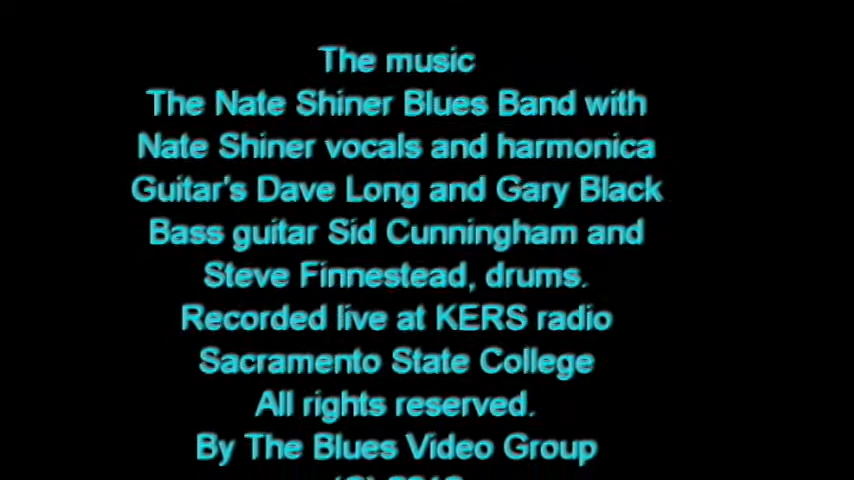 The music
The Nate Shiner Blues Band with
Nate Shiner vocals and harmonica
Guitar's Dave Long and Gary Black
Bass guitar Sid Cunningham and
Steve Finnestead, drums.
Recorded live at KERS radio
Sacramento State College
All rights reserved.
By The Blues Video Group